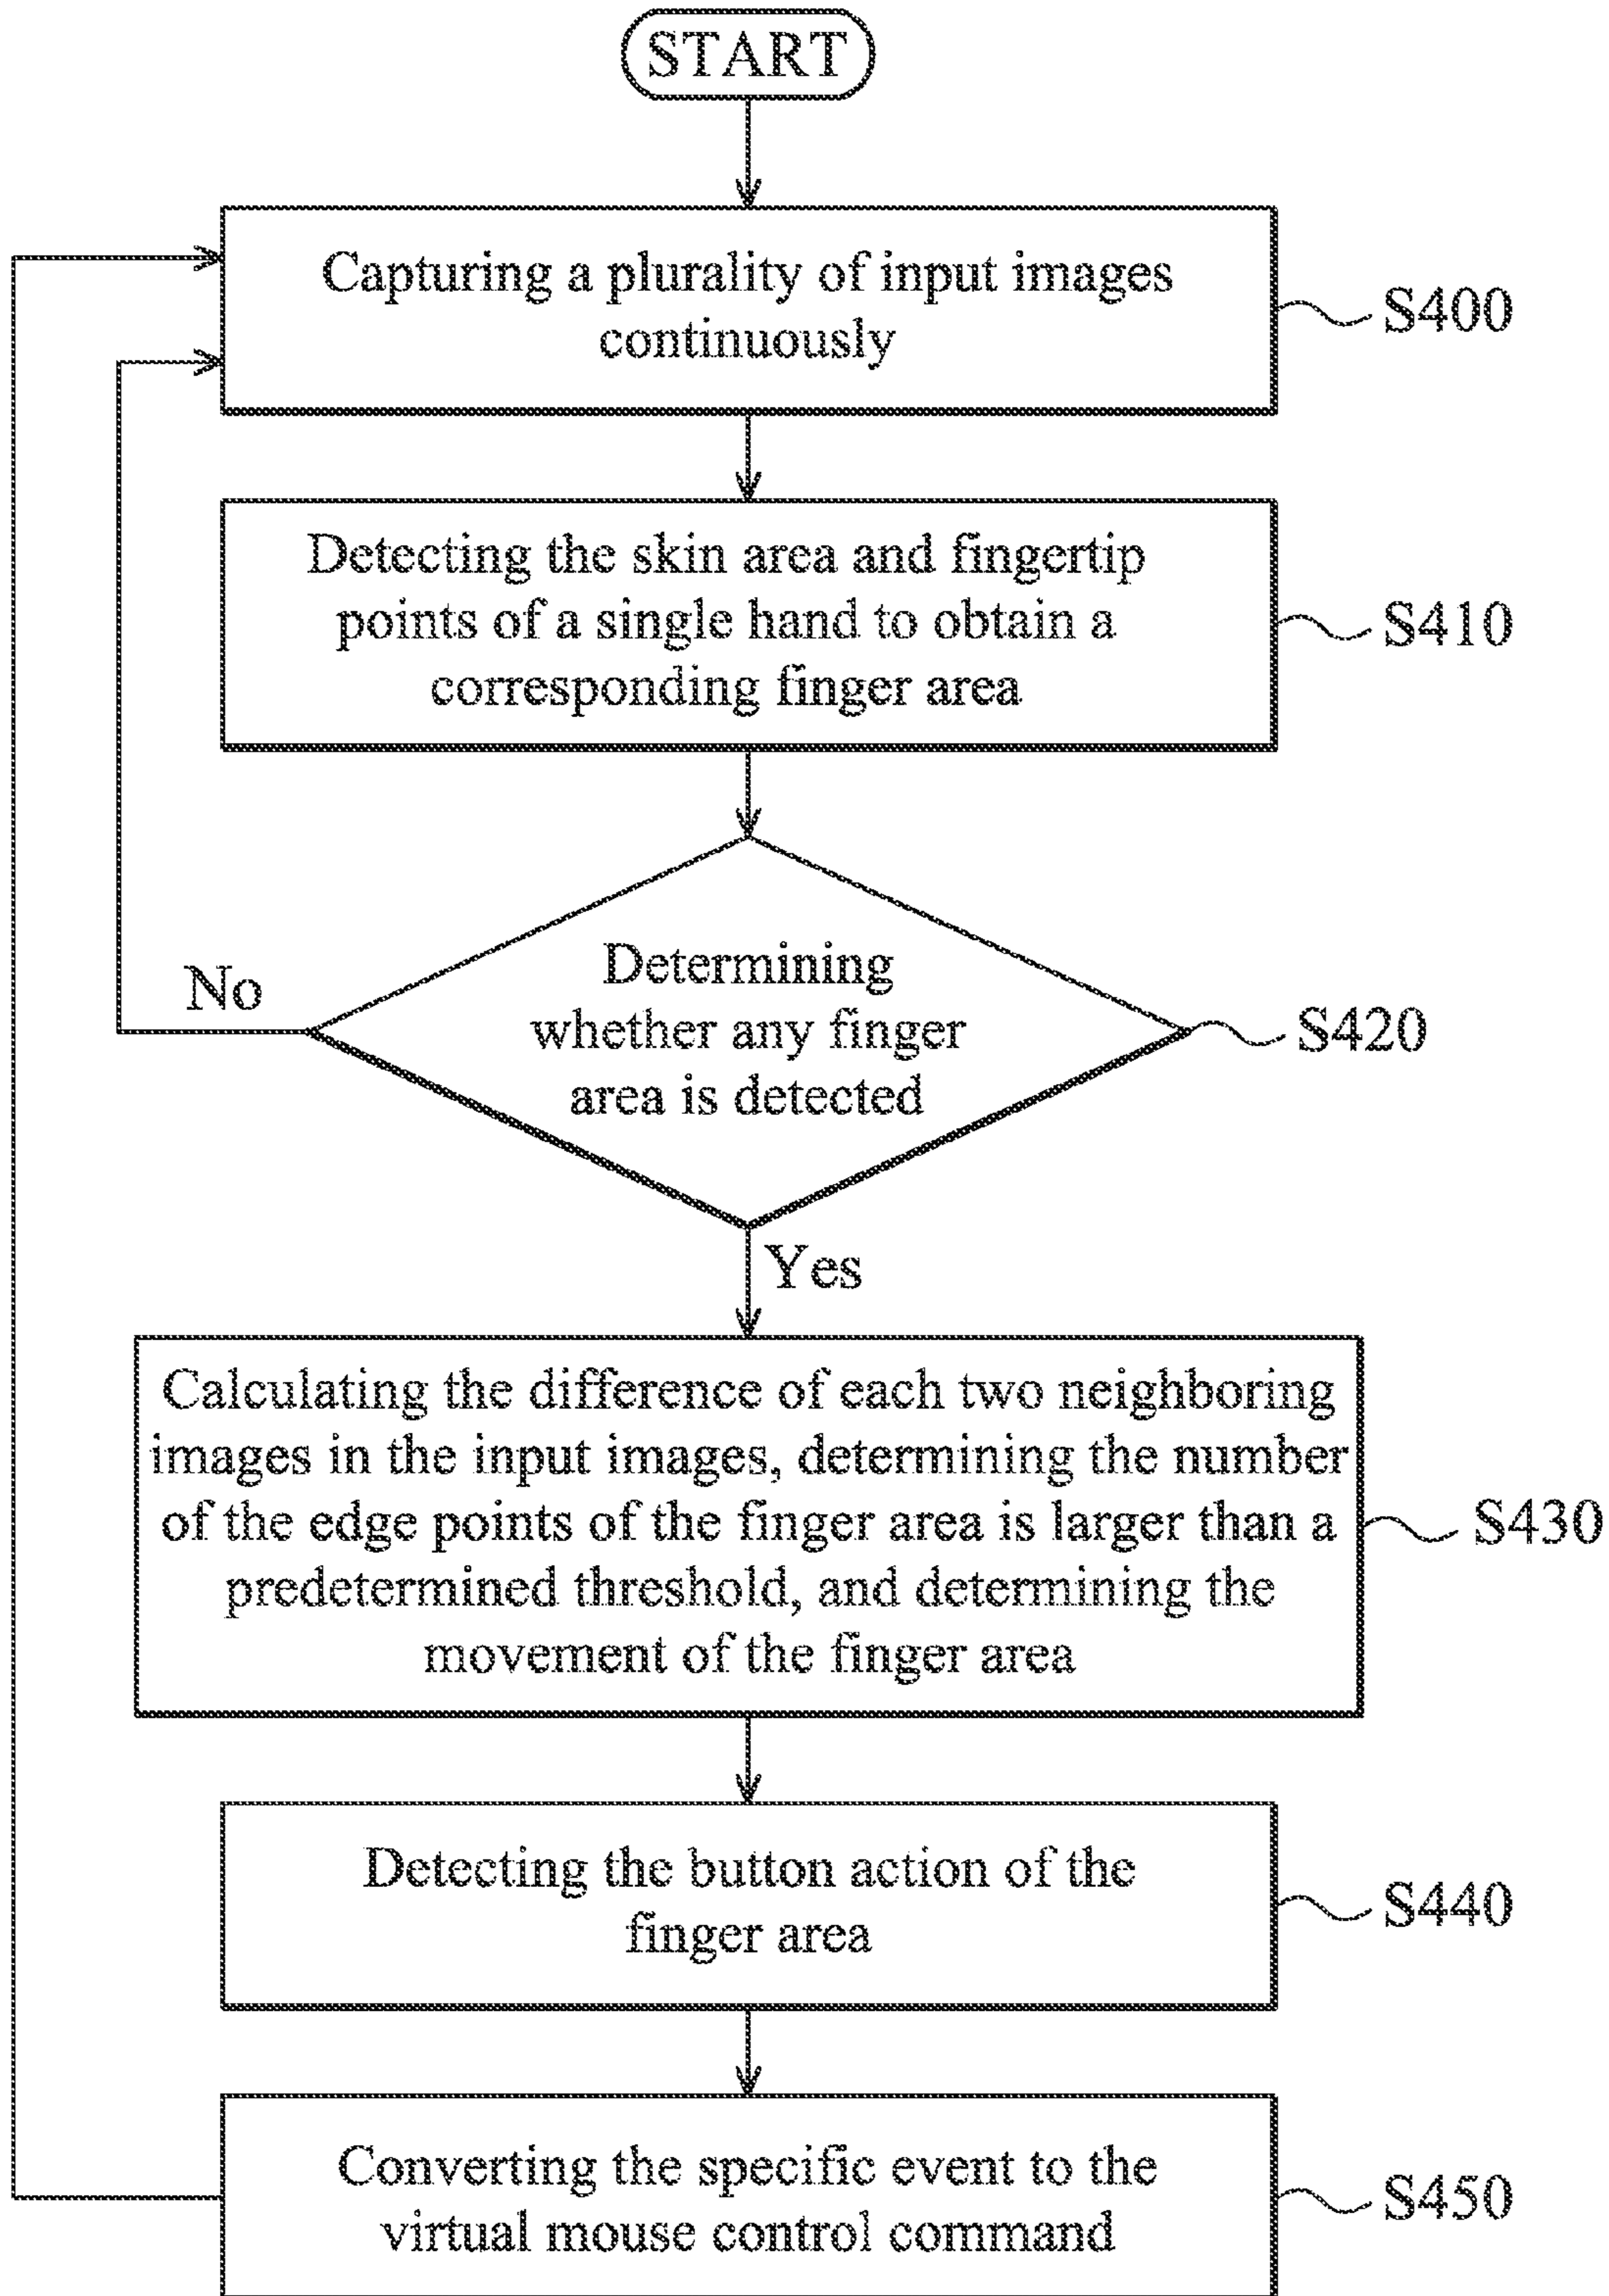 START
Capturing a plurality of input images
continuously
S400
Detecting the skin area and fingertip
points of a single hand to obtain a
corresponding finger area
S410
Determining
whether any finger
area is detected
S420
No
Yes
Calculating the difference of each two neighboring
images in the input images, determining the number
of the edge points of the finger area is larger than a
predetermined threshold, and determining the
movement of the finger area
S430
Detecting the button action of the
finger area
S440
Converting the specific event to the
virtual mouse control command
S450